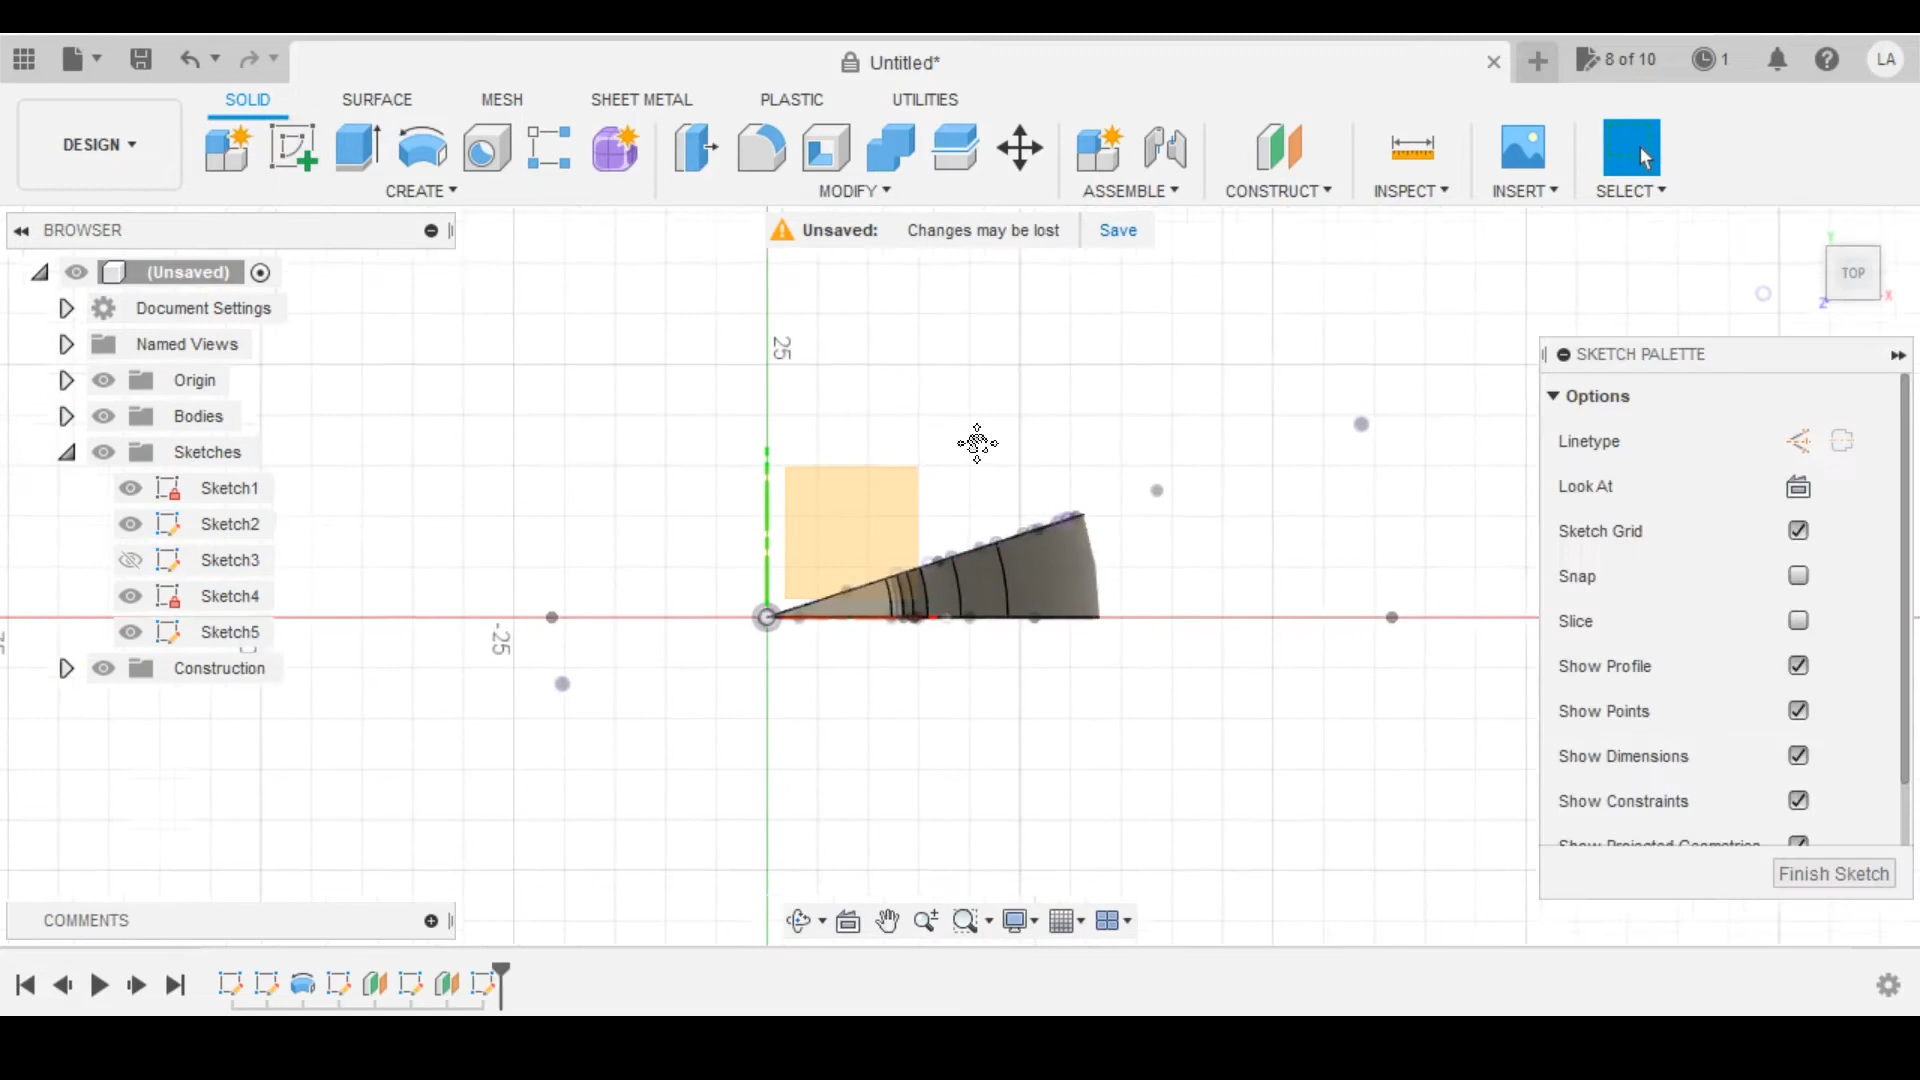 Untitled*
8 of 10
1
LA
DESIGN
SOLID
SURFACE
MESH
SHEET METAL
PLASTIC
UTILITIES
CREATE
MODIFY
ASSEMBLE
CONSTRUCT
INSPECT
INSERT
SELECT
BROWSER
Unsaved: Changes may be lost Save
(Unsaved)
Document Settings
Named Views
Origin
Bodies
Sketches
Sketch1
Sketch2
Sketch3
Sketch4
Sketch5
Construction
25
-25
Y
TOP
X
Z
SKETCH PALETTE
Options
Linetype
Look At
Sketch Grid
Snap
Slice
Show Profile
Show Points
Show Dimensions
Show Constraints
Show Projected Geometries
Finish Sketch
COMMENTS